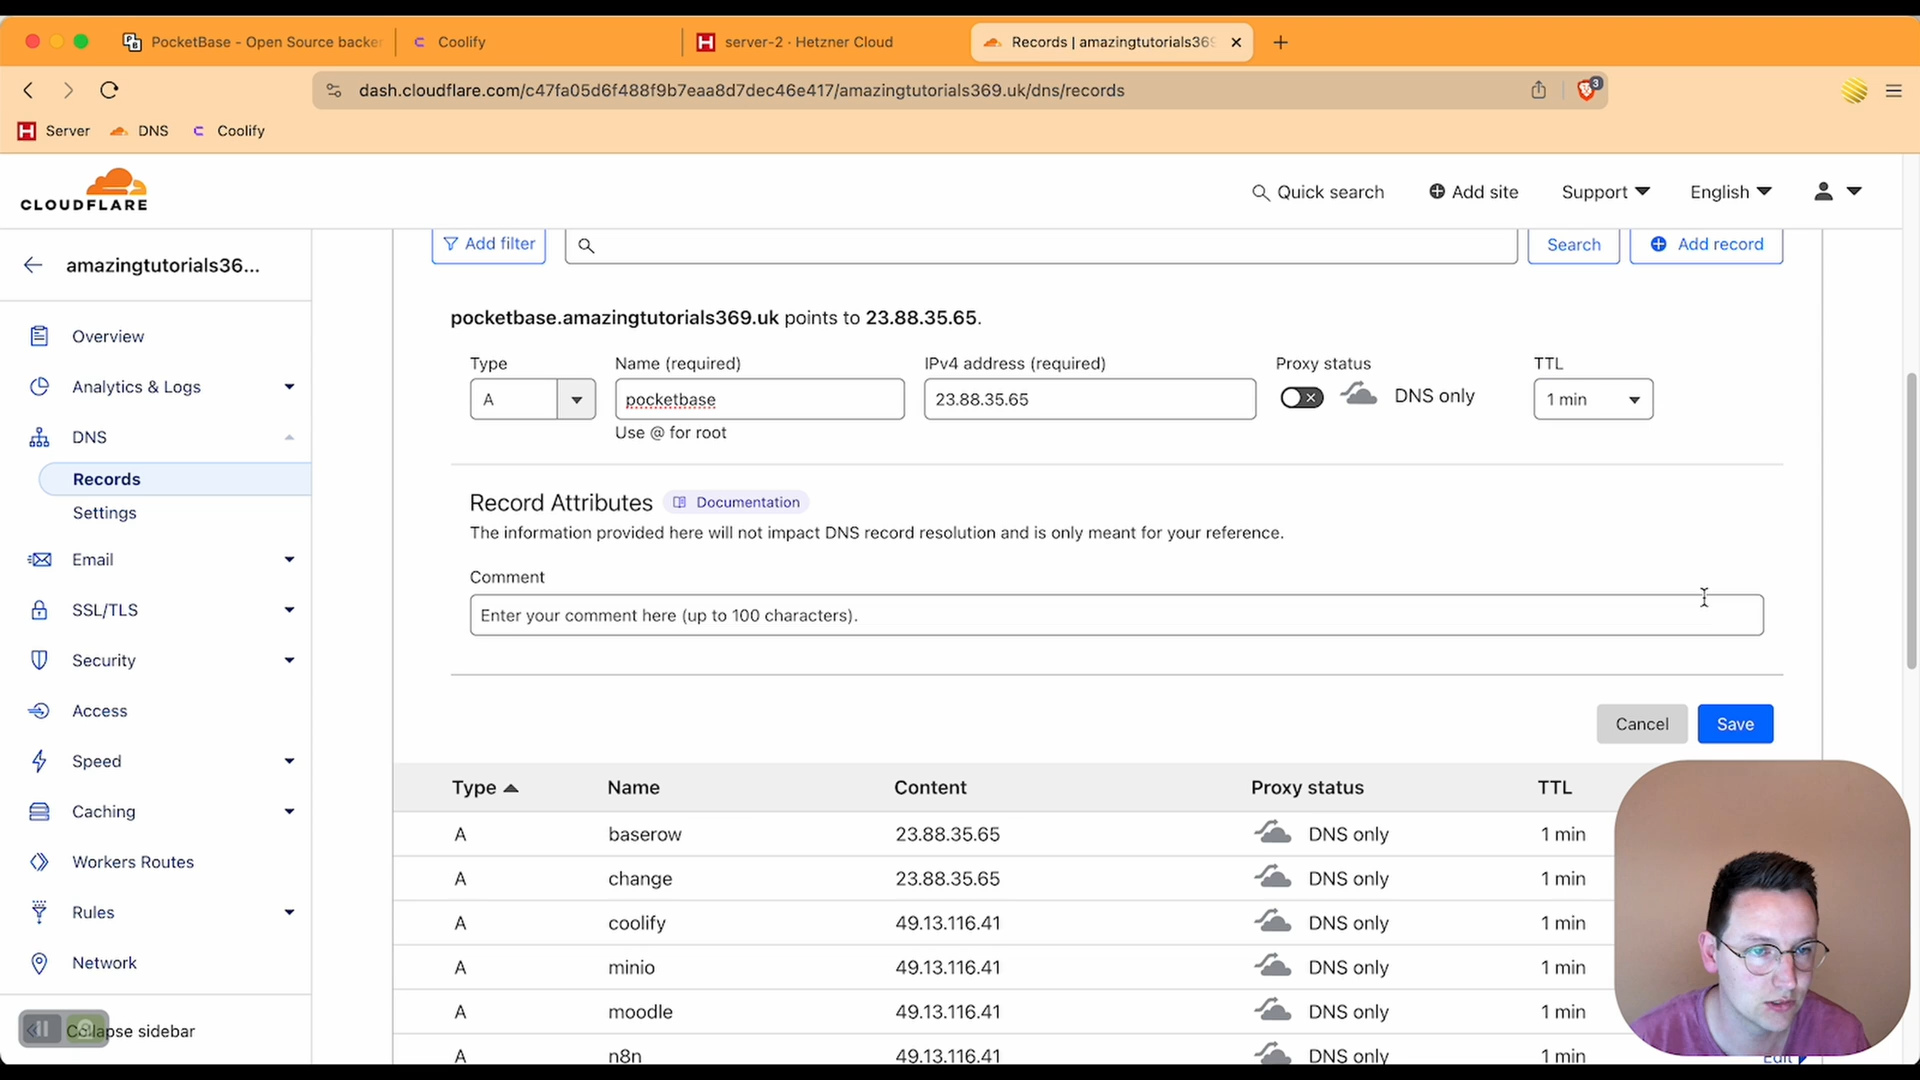 PocketBase - Open Source backe
Coolify
server-2 · Hetzner Cloud
Records | amazingtutorials369
dash.cloudflare.com/c47fa05d6f488f9b7eaa8d7dec46e417/amazingtutorials369.uk/dns/records
3
Server
DNS
Coolify
CLOUDFLARE
Quick search
Add site
Support
English
amazingtutorials36...
Add filter
Search
Add record
Overview
Analytics & Logs
DNS
Records
Settings
Email
SSL/TLS
Security
Access
Speed
Caching
Workers Routes
Rules
Network
Collapse sidebar
pocketbase.amazingtutorials369.uk points to 23.88.35.65.
Type
Name (required)
IPv4 address (required)
Proxy status
TTL
A
pocketbase
23.88.35.65
DNS only
1 min
Use @ for root
Record Attributes
Documentation
The information provided here will not impact DNS record resolution and is only meant for your reference.
Comment
Enter your comment here (up to 100 characters).
Cancel
Save
Type Name Content Proxy status TTL
A baserow 23.88.35.65 DNS only 1 min
A change 23.88.35.65 DNS only 1 min
A coolify 49.13.116.41 DNS only 1 min
A minio 49.13.116.41 DNS only 1 min
A moodle 49.13.116.41 DNS only 1 min
A n8n 49.13.116.41 DNS only 1 min
Edit